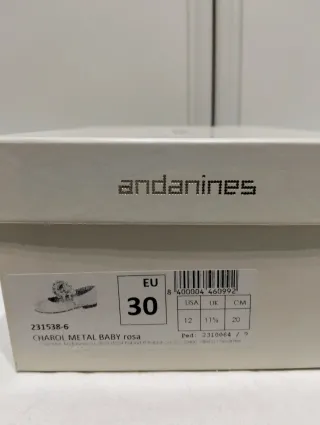 andanines
EU
30
8 400004 460992
USA UK CM
12 11½ 20
231538-6
CHAROL METAL BABY rosa